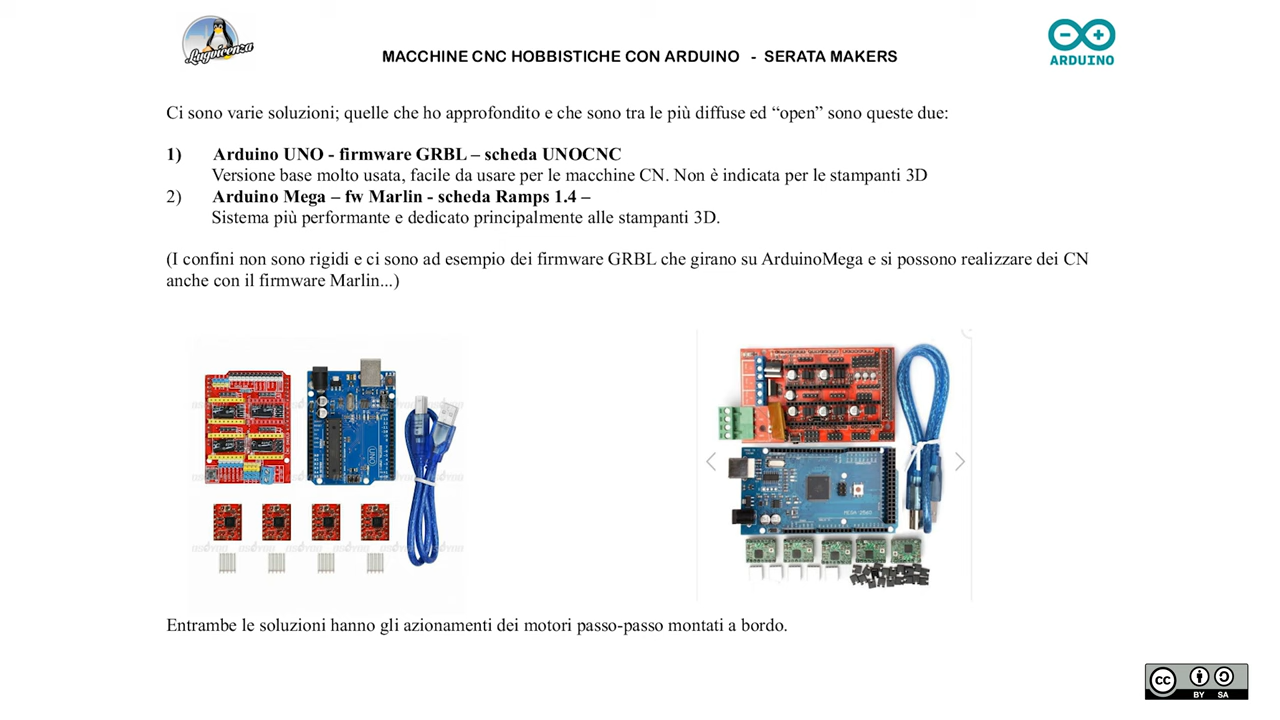 Lugvicenza
MACCHINE CNC HOBBISTICHE CON ARDUINO - SERATA MAKERS
ARDUINO
Ci sono varie soluzioni; quelle che ho approfondito e che sono tra le più diffuse ed “open” sono queste due:
1) Arduino UNO - firmware GRBL – scheda UNOCNC
Versione base molto usata, facile da usare per le macchine CN. Non è indicata per le stampanti 3D
2) Arduino Mega – fw Marlin - scheda Ramps 1.4 –
Sistema più performante e dedicato principalmente alle stampanti 3D.
(I confini non sono rigidi e ci sono ad esempio dei firmware GRBL che girano su ArduinoMega e si possono realizzare dei CN
anche con il firmware Marlin...)
UNO
MEGA 2560
Entrambe le soluzioni hanno gli azionamenti dei motori passo-passo montati a bordo.
cc
BY SA